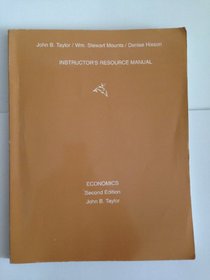 John B. Taylor / Wm. Stewart Mounts / Denise Hixson
INSTRUCTOR'S RESOURCE MANUAL
ECONOMICS
Second Edition
John B. Taylor